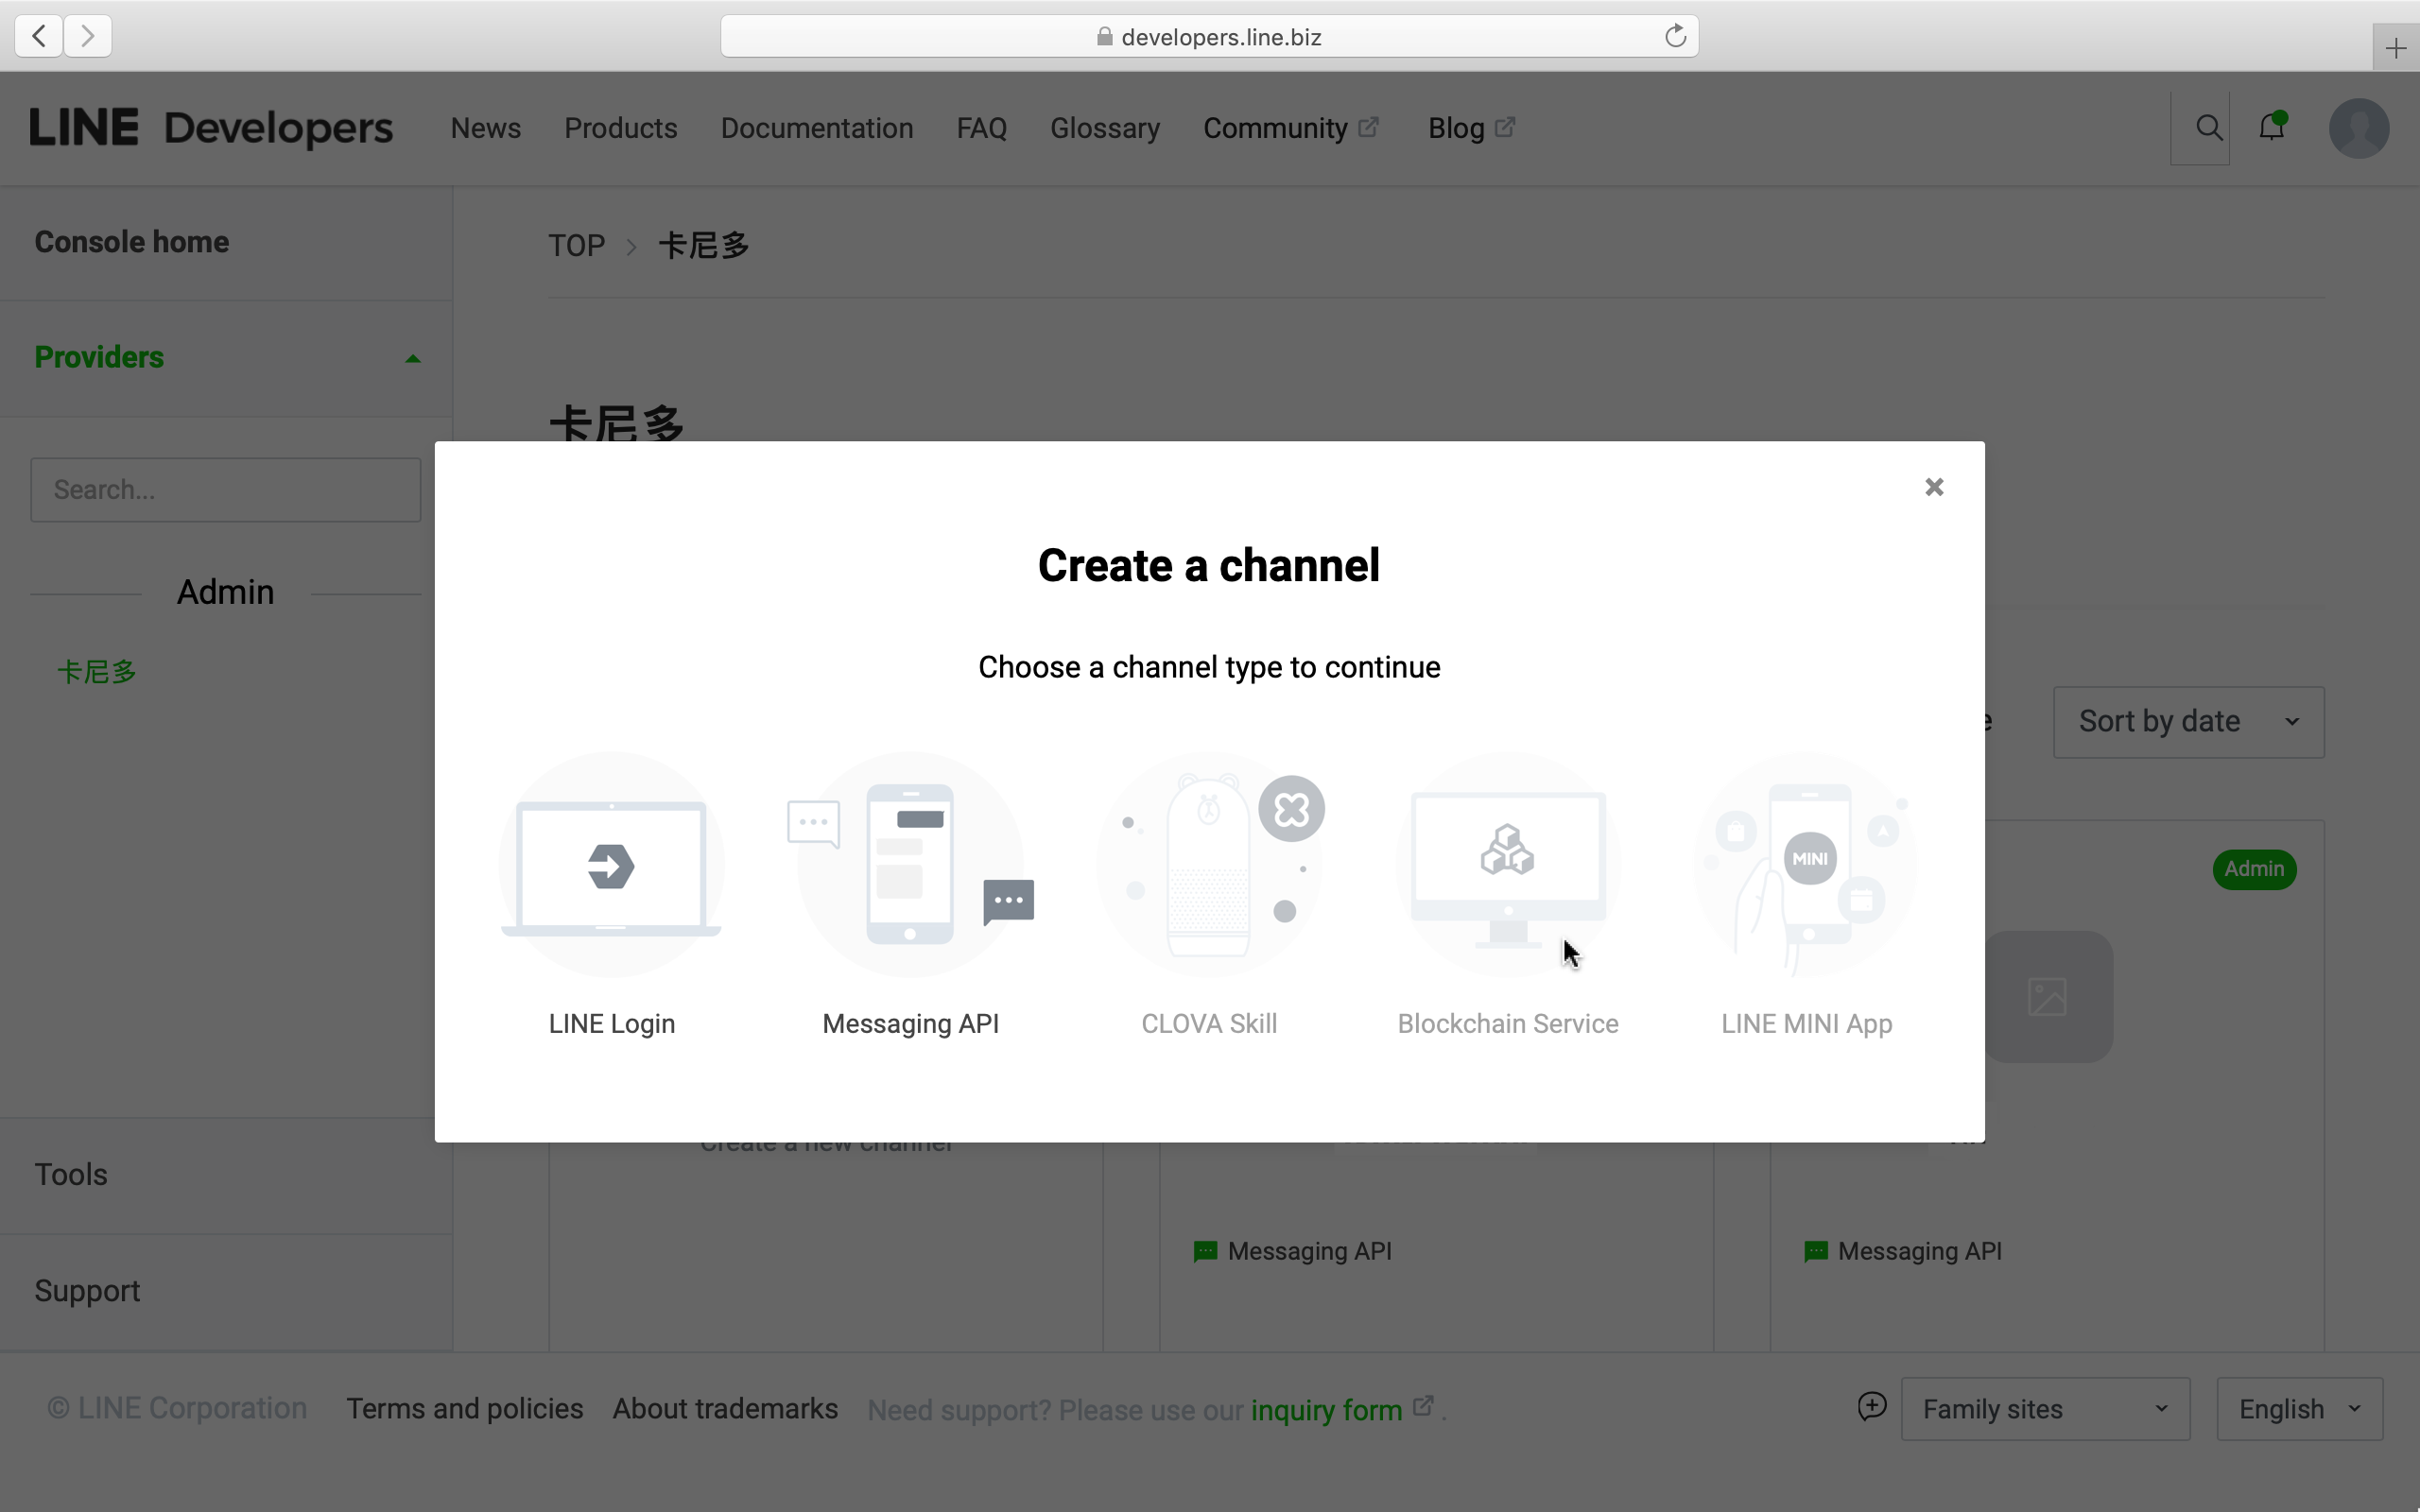 developers.line.biz
LINE Developers News Products Documentation FAQ Glossary Community Blog
Console home
TOP > 卡尼多
Providers
卡尼多
Search...
Create a channel
Admin
Choose a channel type to continue
卡尼多
Sort by date
MINI
Admin
LINE Login Messaging API CLOVA Skill Blockchain Service LINE MINI App
Create a new channel
Tools
Messaging API Messaging API
Support
© LINE Corporation Terms and policies About trademarks Need support? Please use our inquiry form . Family sites English